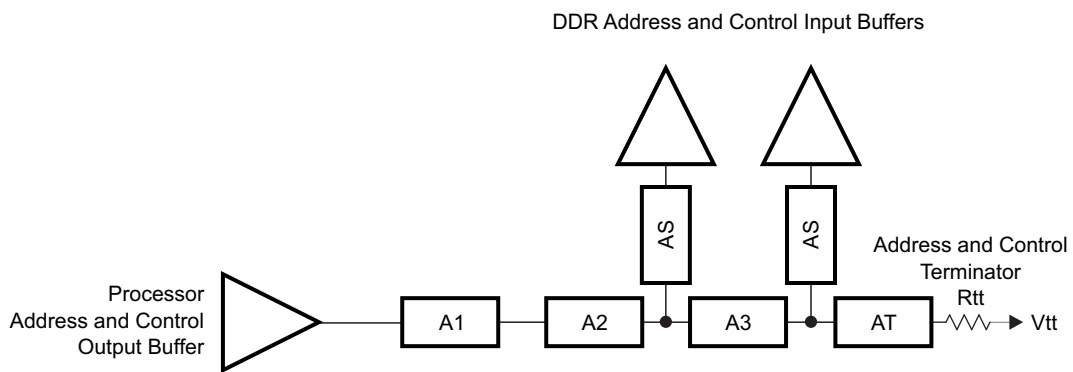 DDR Address and Control Input Buffers
AS
AS
Address and Control
Terminator
Rtt
Processor
Address and Control
Output Buffer
A1
A2
A3
AT
Vtt